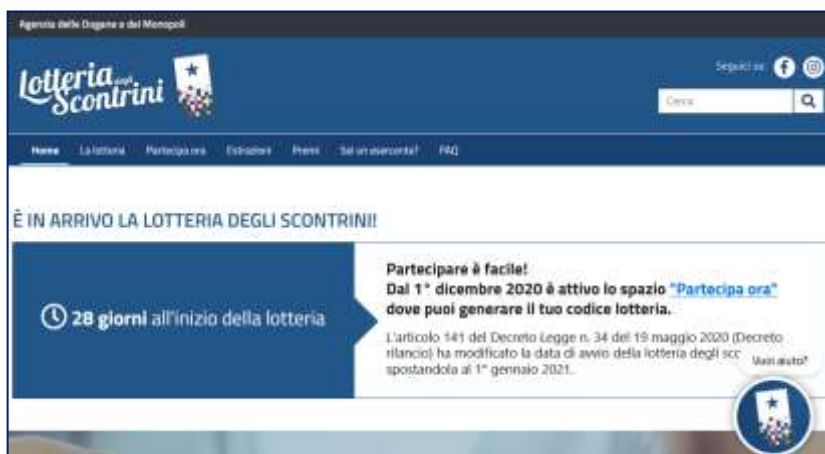 Agenzia delle Dogane e dei Monopoli
Lotteria degli
Scontrini
Seguici su
Cerca
Home La lotteria Partecipa ora Estrazioni Premi Sei un esercente? FAQ
È IN ARRIVO LA LOTTERIA DEGLI SCONTRINI!
28 giorni all'inizio della lotteria
Partecipare è facile!
Dal 1° dicembre 2020 è attivo lo spazio "Partecipa ora"
dove puoi generare il tuo codice lotteria.
L'articolo 141 del Decreto Legge n. 34 del 19 maggio 2020 (Decreto
rilancio) ha modificato la data di avvio della lotteria degli
spostandola al 1° gennaio 2021.
Vuoi aiuto?